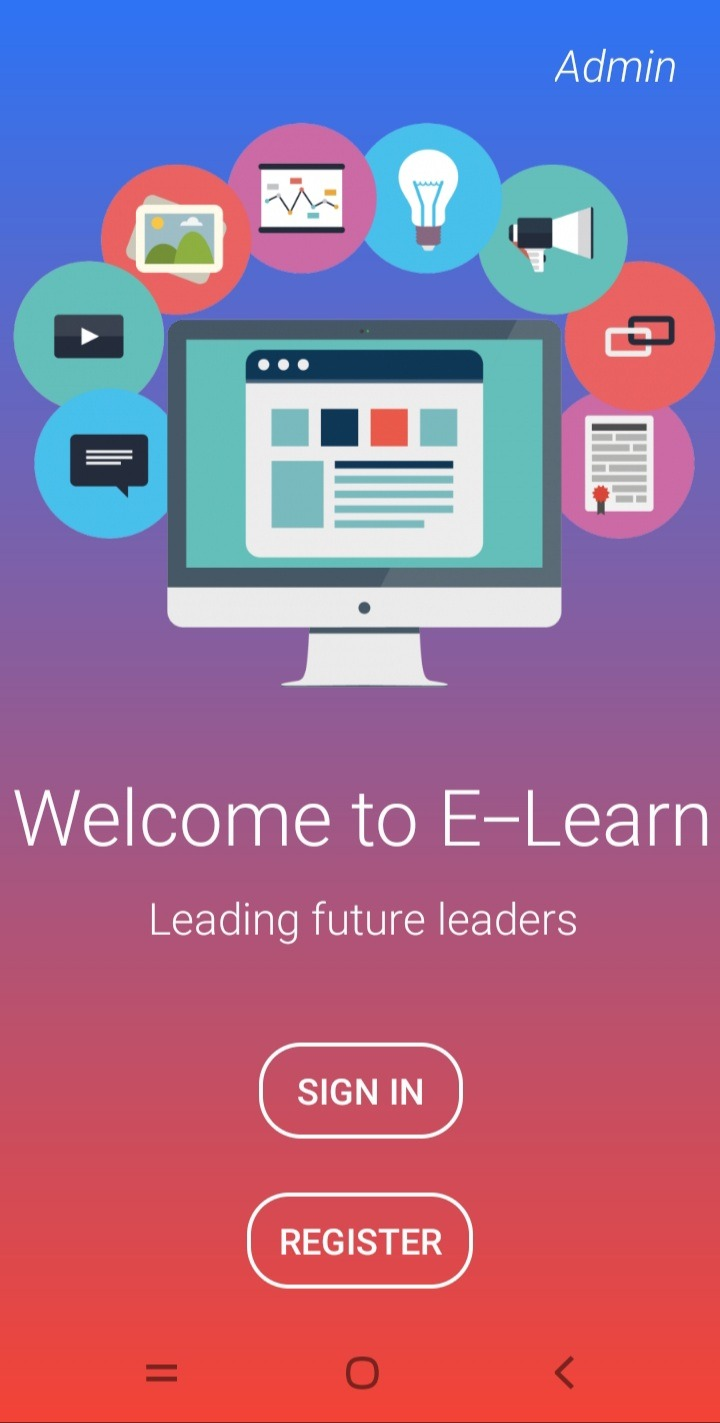 Admin
Welcome to E–Learn
Leading future leaders
SIGN IN
REGISTER